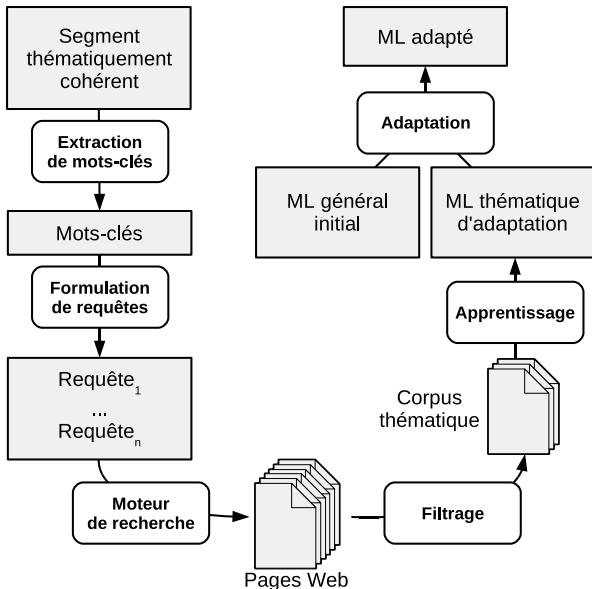 Segment
thématiquement
cohérent
Extraction
de mots-clés
Mots-clés
Formulation
de requêtes
Requête1
...
Requêten
Moteur
de recherche
Pages Web
Filtrage
Corpus
thématique
Apprentissage
ML thématique
d'adaptation
ML général
initial
Adaptation
ML adapté